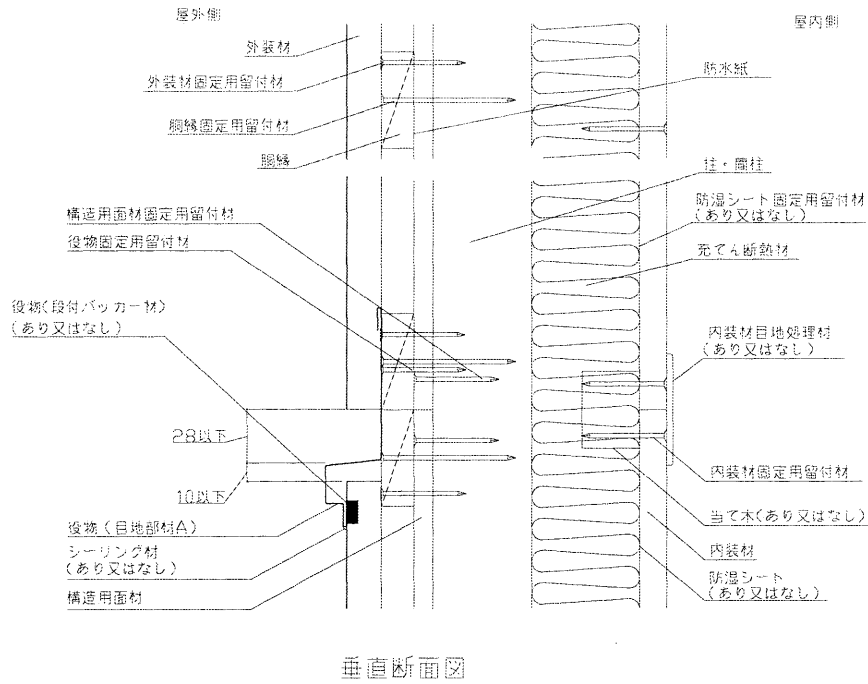 屋外側
屋内側
外装材
外装材固定用留付材
胴縁固定用留付材
胴縁
防水紙
柱・間柱
構造用面材固定用留付材
役物固定用留付材
防湿シート固定用留付材
(あり又はなし)
充てん断熱材
役物(段付バッカー材)
(あり又はなし)
内装材目地処理材
(あり又はなし)
28以下
10以下
内装材固定用留付材
役物(目地部材A)
当て木(あり又はなし)
シーリング材
(あり又はなし)
内装材
構造用面材
防湿シート
(あり又はなし)
垂直断面図